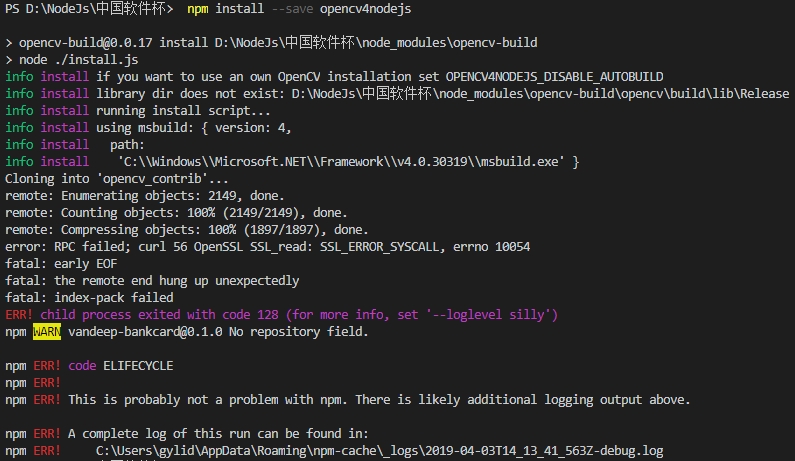 PS D:\NodeJs\中国软件杯> npm install --save opencv4nodejs
> opencv-build@0.0.17 install D:\NodeJs\中国软件杯\node_modules\opencv-build
> node ./install.js
info install if you want to use an own OpenCV installation set OPENCV4NODEJS_DISABLE_AUTOBUILD
info install library dir does not exist: D:\NodeJs\中国软件杯\node_modules\opencv-build\opencv\build\lib\Release
info install running install script...
info install using msbuild: { version: 4,
info install   path:
info install    'C:\\Windows\\Microsoft.NET\\Framework\\v4.0.30319\\msbuild.exe' }
Cloning into 'opencv_contrib'...
remote: Enumerating objects: 2149, done.
remote: Counting objects: 100% (2149/2149), done.
remote: Compressing objects: 100% (1897/1897), done.
error: RPC failed; curl 56 OpenSSL SSL_read: SSL_ERROR_SYSCALL, errno 10054
fatal: early EOF
fatal: the remote end hung up unexpectedly
fatal: index-pack failed
ERR! child process exited with code 128 (for more info, set '--loglevel silly')
npm WARN vandeep-bankcard@0.1.0 No repository field.
npm ERR! code ELIFECYCLE
npm ERR!
npm ERR! This is probably not a problem with npm. There is likely additional logging output above.
npm ERR! A complete log of this run can be found in:
npm ERR!     C:\Users\gylid\AppData\Roaming\npm-cache\_logs\2019-04-03T14_13_41_563Z-debug.log